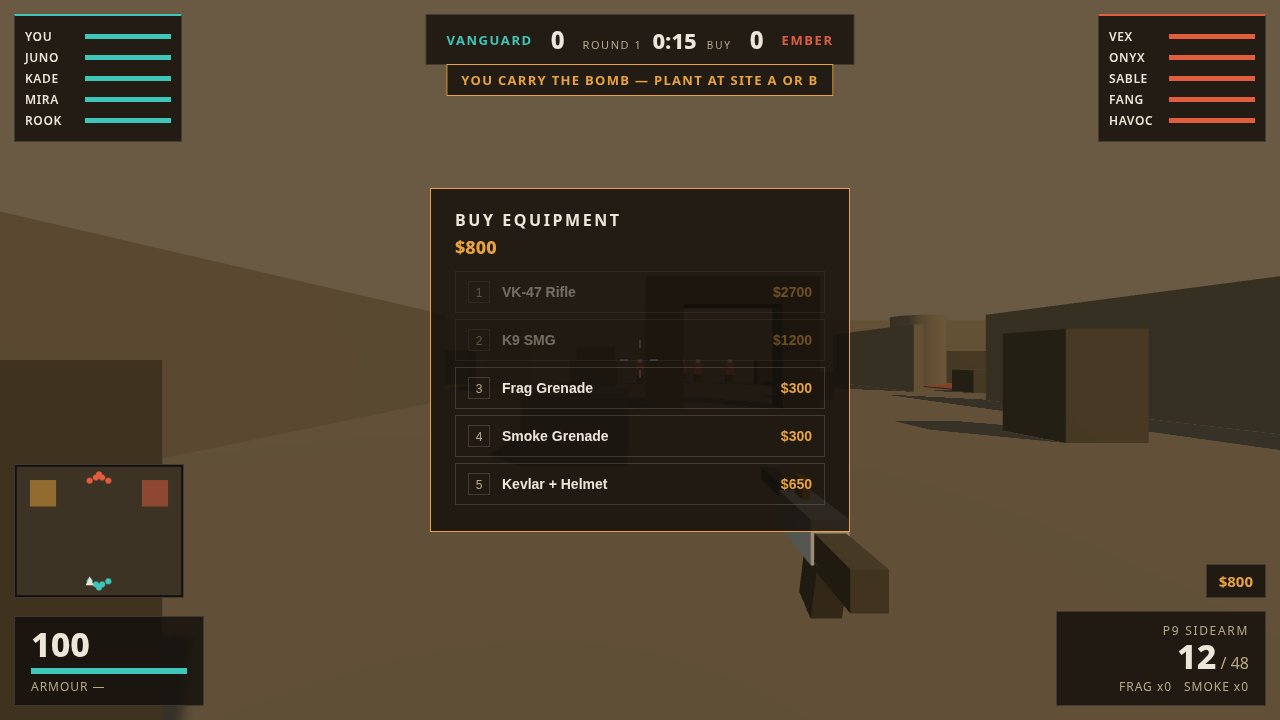 YOU
JUNO
KADE
MIRA
ROOK
VANGUARD 0 ROUND 1 0:15 BUY 0 EMBER
YOU CARRY THE BOMB — PLANT AT SITE A OR B
VEX
ONYX
SABLE
FANG
HAVOC
BUY EQUIPMENT
$800
1 VK-47 Rifle $2700
2 K9 SMG $1200
3 Frag Grenade $300
4 Smoke Grenade $300
5 Kevlar + Helmet $650
100
ARMOUR —
$800
P9 SIDEARM
12 / 48
FRAG x0 SMOKE x0